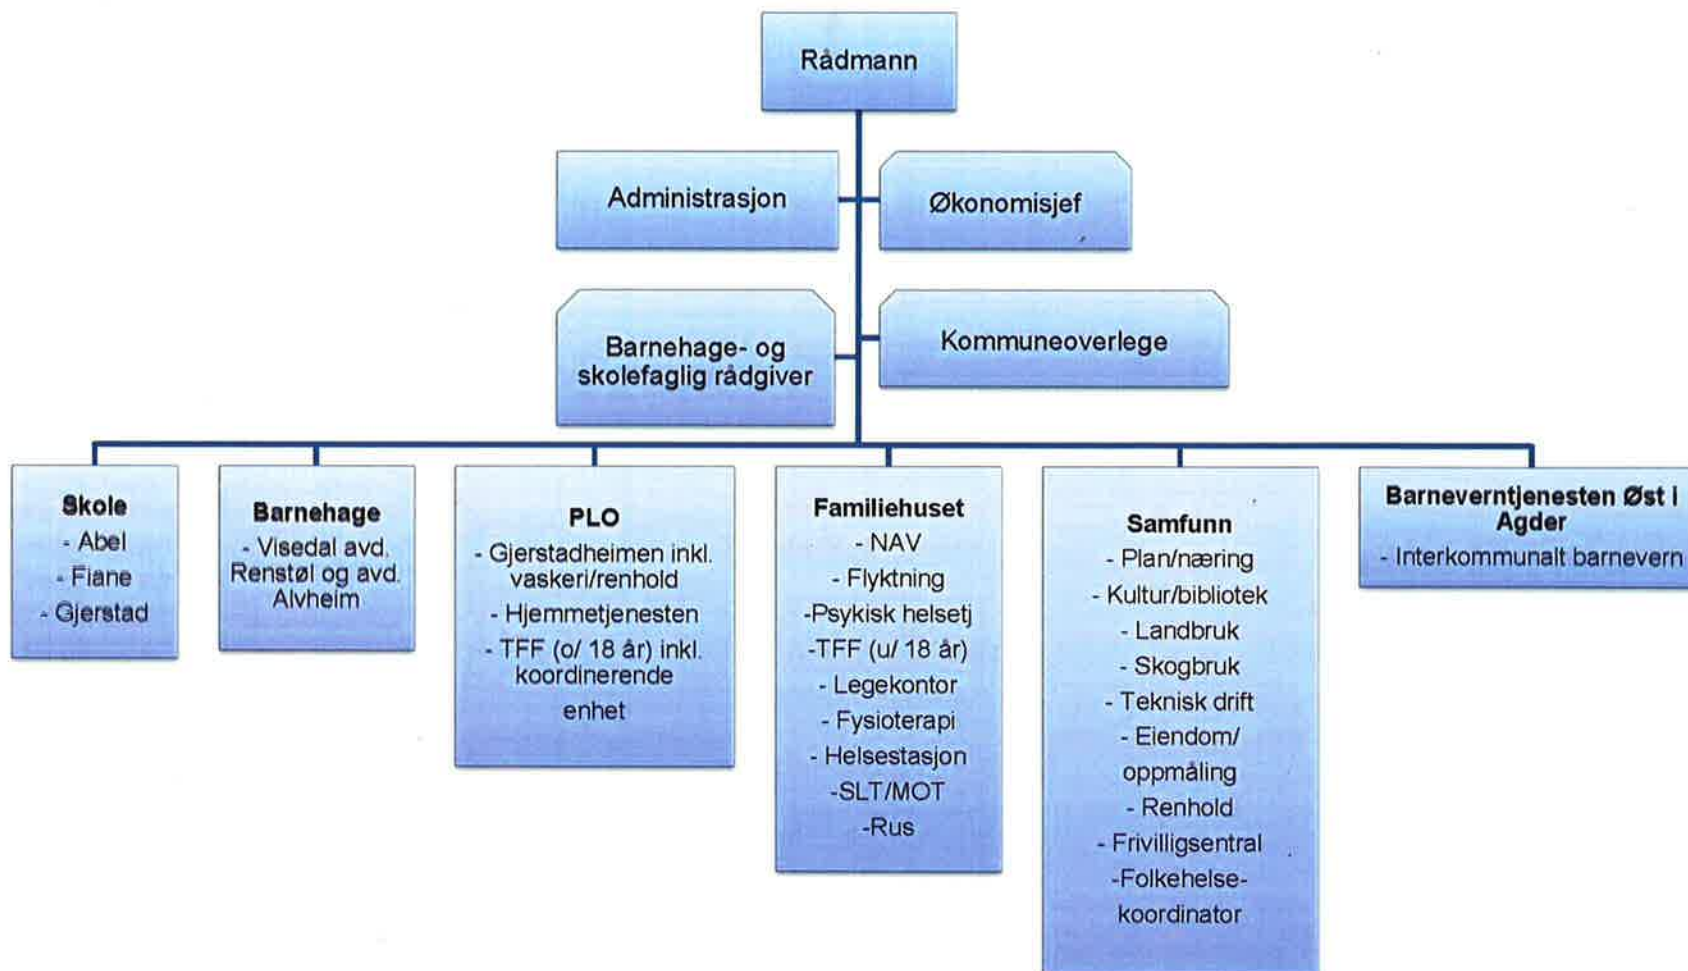 Rådmann
Administrasjon
Økonomisjef
Barnehage- og
skolefaglig rådgiver
Kommuneoverlege
Skole
- Abel
- Fiane
- Gjerstad
Barnehage
- Visedal avd.
Renstøl og avd.
Alvheim
PLO
- Gjerstadheimen inkl.
vaskeri/renhold
- Hjemmetjenesten
- TFF (o/ 18 år) inkl.
koordinerende
enhet
Familiehuset
- NAV
- Flyktning
-Psykisk helsetj
-TFF (u/ 18 år)
- Legekontor
- Fysioterapi
- Helsestasjon
-SLT/MOT
-Rus
Samfunn
- Plan/næring
- Kultur/bibliotek
- Landbruk
- Skogbruk
- Teknisk drift
- Eiendom/
oppmåling
- Renhold
- Frivilligsentral
-Folkehelse-
koordinator
Barneverntjenesten Øst i
Agder
- Interkommunalt barnevern